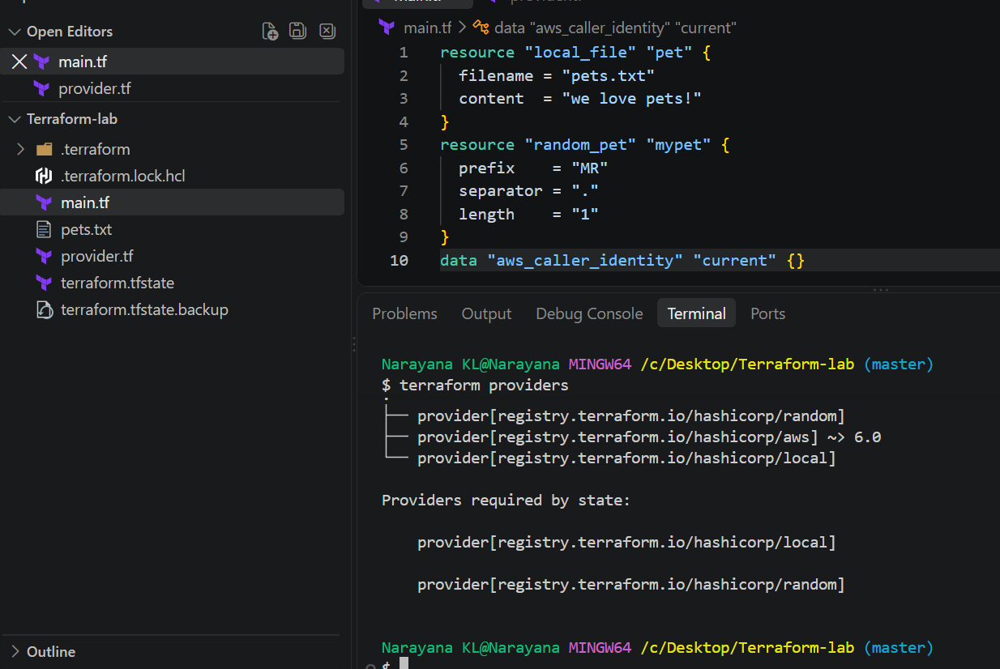 Open Editors
main.tf
provider.tf
Terraform-lab
.terraform
.terraform.lock.hcl
main.tf
pets.txt
provider.tf
terraform.tfstate
terraform.tfstate.backup
Outline
main.tf > data "aws_caller_identity" "current"
1 resource "local_file" "pet" {
2 filename = "pets.txt"
3 content  = "we love pets!"
4 }
5 resource "random_pet" "mypet" {
6 prefix    = "MR"
7 separator = "."
8 length    = "1"
9 }
10 data "aws_caller_identity" "current" {}
Problems Output Debug Console Terminal Ports
Narayana KL@Narayana MINGW64 /c/Desktop/Terraform-lab (master)
$ terraform providers
.
├── provider[registry.terraform.io/hashicorp/random]
├── provider[registry.terraform.io/hashicorp/aws] ~> 6.0
└── provider[registry.terraform.io/hashicorp/local]
Providers required by state:
provider[registry.terraform.io/hashicorp/local]
provider[registry.terraform.io/hashicorp/random]
Narayana KL@Narayana MINGW64 /c/Desktop/Terraform-lab (master)
$